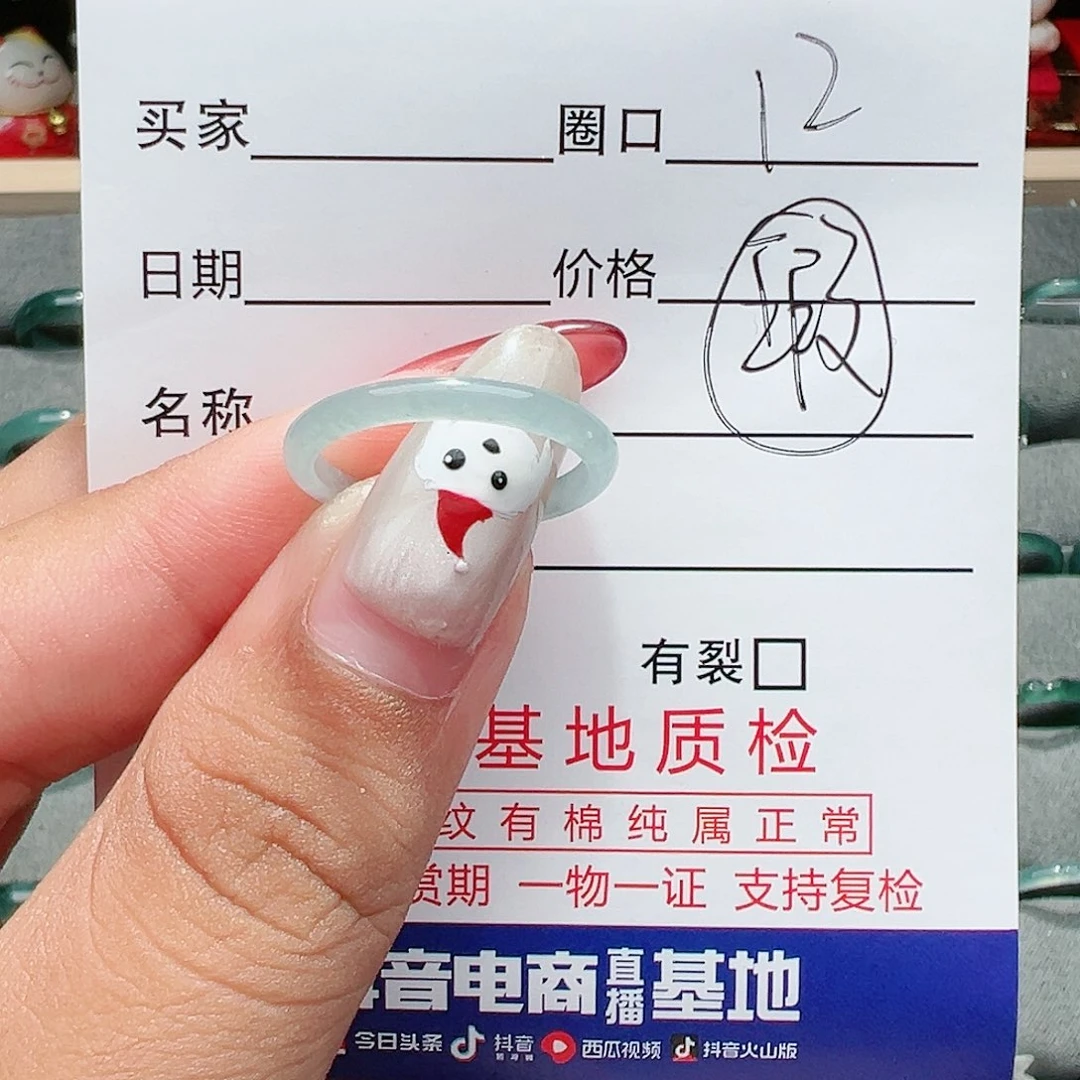 买家 圈口 12
日期 价格
名称
有裂
基地质检
纹有棉纯属正常
赏期 一物一证 支持复检
音电商直播基地
今日头条 抖音 西瓜视频 抖音火山版